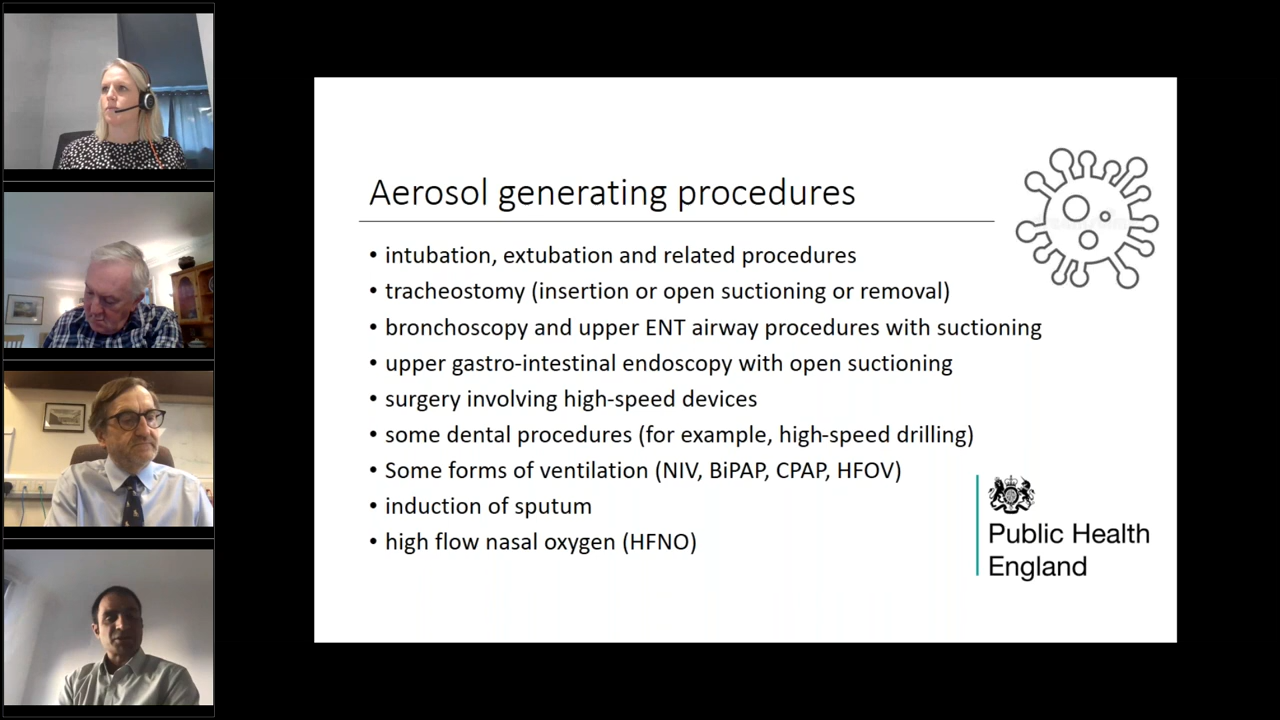 Aerosol generating procedures
• intubation, extubation and related procedures
• tracheostomy (insertion or open suctioning or removal)
• bronchoscopy and upper ENT airway procedures with suctioning
• upper gastro-intestinal endoscopy with open suctioning
• surgery involving high-speed devices
• some dental procedures (for example, high-speed drilling)
• Some forms of ventilation (NIV, BiPAP, CPAP, HFOV)
• induction of sputum
• high flow nasal oxygen (HFNO)
Public Health
England